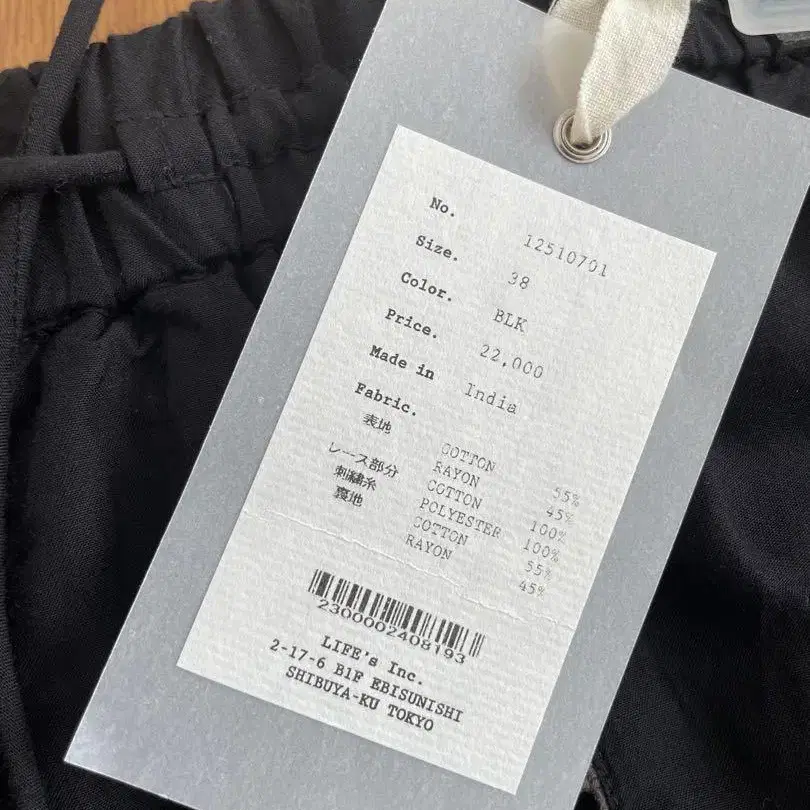 No. 12510701
Size. 38
Color. BLK
Price. 22,000
Made in India
Fabric.
表地 COTTON 55%
RAYON 45%
レース部分 COTTON 100%
刺繍糸 POLYESTER 100%
裏地 COTTON 55%
RAYON 45%
2300002408193
LIFE's Inc.
2-17-6 B1F EBISUNISHI
SHIBUYA-KU TOKYO